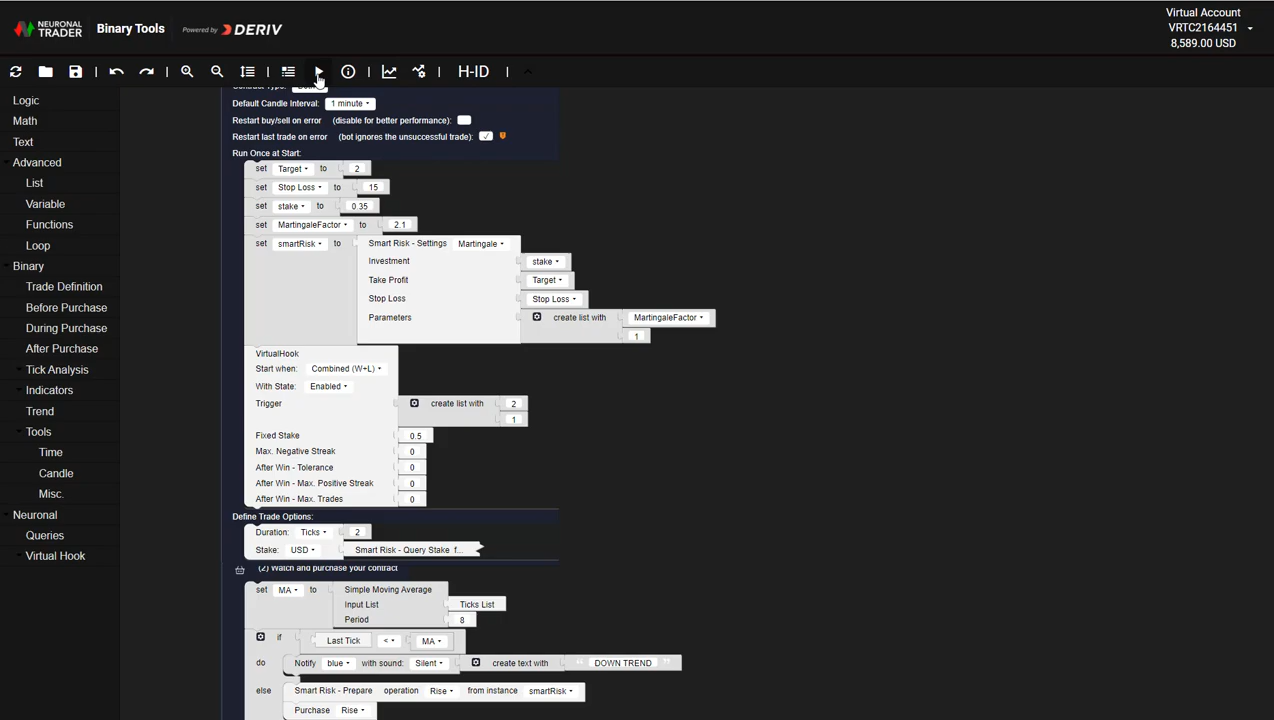 Virtual Account
NEURONAL TRADER
Binary Tools
Powered by DERIV
VRTC2164451
8,589.00 USD
H-ID
Logic
Math
Text
Advanced
List
Variable
Functions
Loop
Binary
Trade Definition
Before Purchase
During Purchase
After Purchase
Tick Analysis
Indicators
Trend
Tools
Time
Candle
Misc.
Neuronal
Queries
Virtual Hook
Default Candle Interval: 1 minute
Restart buy/sell on error (disable for better performance):
Restart last trade on error (bot ignores the unsuccessful trade): ✓
Run Once at Start:
set Target to 2
set Stop Loss to 15
set stake to 0.35
set MartingaleFactor to 2.1
set smartRisk to Smart Risk - Settings Martingale
Investment stake
Take Profit Target
Stop Loss Stop Loss
Parameters create list with MartingaleFactor
1
VirtualHook
Start when: Combined (W+L)
With State: Enabled
Trigger create list with 2
1
Fixed Stake 0.5
Max. Negative Streak 0
After Win - Tolerance 0
After Win - Max. Positive Streak 0
After Win - Max. Trades 0
Define Trade Options:
Duration: Ticks 2
Stake: USD Smart Risk - Query Stake f...
(2) Watch and purchase your contract
set MA to Simple Moving Average
Input List Ticks List
Period 8
if Last Tick < MA
do Notify blue with sound: Silent create text with “ DOWN TREND ”
else Smart Risk - Prepare operation Rise from instance smartRisk
Purchase Rise